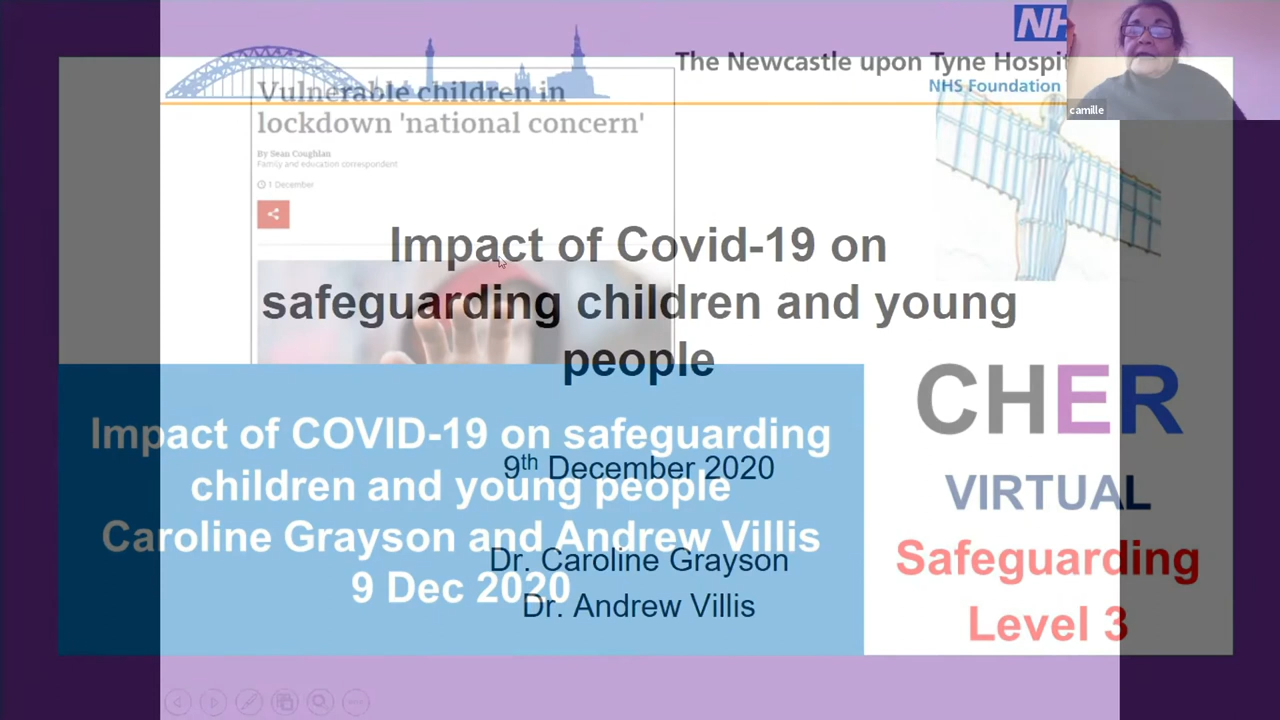 NH
The Newcastle upon Tyne Hospit
NHS Foundation
camille
Vulnerable children in
lockdown 'national concern'
By Sean Coughlan
Family and education correspondent
1 December
Impact of Covid-19 on
safeguarding children and young
people
9th December 2020
Dr. Caroline Grayson
Dr. Andrew Villis
Impact of COVID-19 on safeguarding
children and young people
Caroline Grayson and Andrew Villis
9 Dec 2020
CHER
VIRTUAL
Safeguarding
Level 3